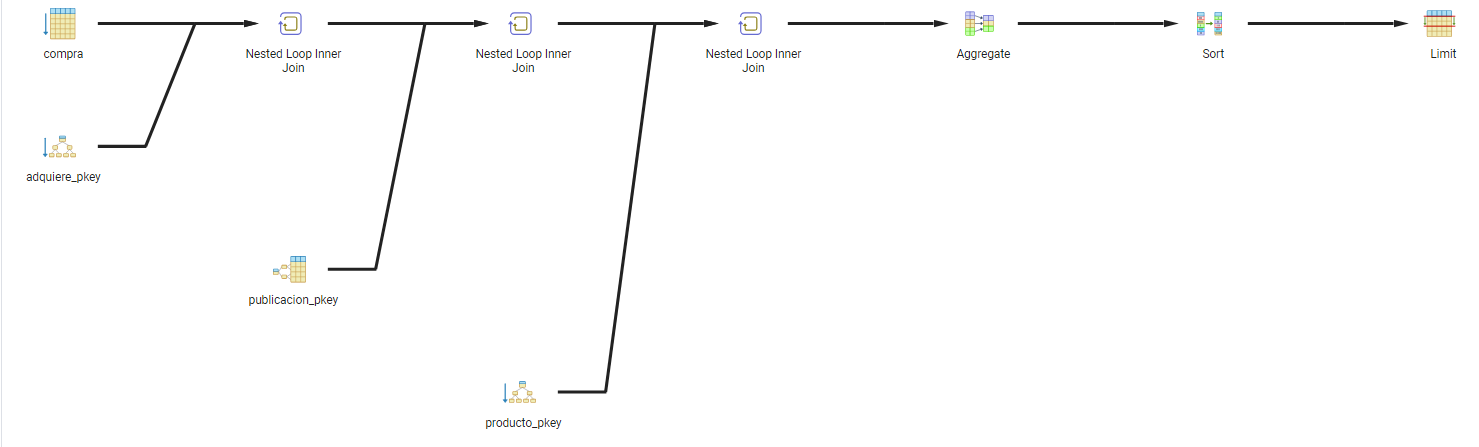 compra
Nested Loop Inner
Join
Nested Loop Inner
Join
Nested Loop Inner
Join
Aggregate
Sort
Limit
adquiere_pkey
publicacion_pkey
producto_pkey